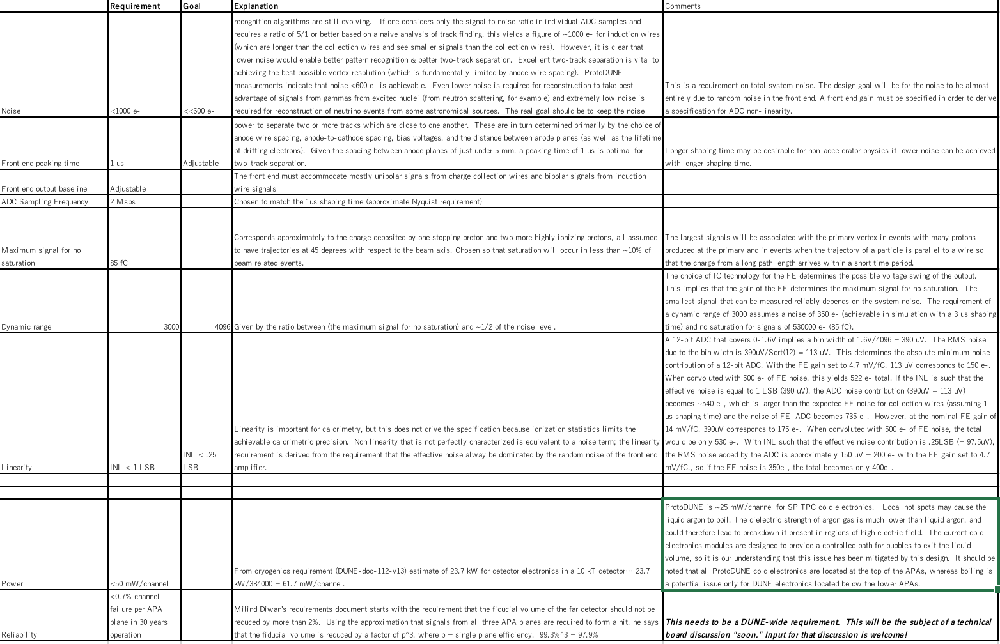 Requirement Goal Explanation Comments
recognition algorithms are still evolving.  If one considers only the signal to noise ratio in individual ADC samples and
requires a ratio of 5/1 or better based on a naive analysis of track finding, this yields a figure of ~1000 e- for induction wires
(which are longer than the collection wires and see smaller signals than the collection wires).  However, it is clear that
lower noise would enable better pattern recognition & better two-track separation.  Excellent two-track separation is vital to
achieving the best possible vertex resolution (which is fundamentally limited by anode wire spacing).  ProtoDUNE
measurements indicate that noise <600 e- is achievable.  Even lower noise is required for reconstruction to take best
advantage of signals from gammas from excited nuclei (from neutron scattering, for example) and extremely low noise is
required for reconstruction of neutrino events from some astronomical sources.  The real goal should be to keep the noise
This is a requirement on total system noise. The design goal will be for the noise to be almost
entirely due to random noise in the front end. A front end gain must be specified in order to derive
a specification for ADC non-linearity.
Noise <1000 e- <<600 e-
power to separate two or more tracks which are close to one another.  These are in turn determined primarily by the choice of
anode wire spacing, anode-to-cathode spacing, bias voltages, and the distance between anode planes (as well as the lifetime
of drifting electrons).  Given the spacing between anode planes of just under 5 mm, a peaking time of 1 us is optimal for
two-track separation.
Longer shaping time may be desirable for non-accelerator physics if lower noise can be achieved
with longer shaping time.
Front end peaking time 1 us Adjustable
The front end must accommodate mostly unipolar signals from charge collection wires and bipolar signals from induction
wire signals
Front end output baseline Adjustable
ADC Sampling Frequency 2 Msps Chosen to match the 1us shaping time (approximate Nyquist requirement)
Maximum signal for no
saturation
85 fC
Corresponds approximately to the charge deposited by one stopping proton and two more highly ionizing protons, all assumed
to have trajectories at 45 degrees with respect to the beam axis. Chosen so that saturation will occur in less than ~10% of
beam related events.
The largest signals will be associated with the primary vertex in events with many protons
produced at the primary and in events when the trajectory of a particle is parallel to a wire so
that the charge from a long path length arrives within a short time period.
Dynamic range 3000 4096 Given by the ratio between (the maximum signal for no saturation) and ~1/2 of the noise level.
The choice of IC technology for the FE determines the possible voltage swing of the output.
This implies that the gain of the FE determines the maximum signal for no saturation.  The
smallest signal that can be measured reliably depends on the system noise.  The requirement of
a dynamic range of 3000 assumes a noise of 350 e- (achievable in simulation with a 3 us shaping
time) and no saturation for signals of 530000 e- (85 fC).
Linearity INL < 1 LSB
INL < .25
LSB
Linearity is important for calorimetry, but this does not drive the specification because ionization statistics limits the
achievable calorimetric precision.  Non linearity that is not perfectly characterized is equivalent to a noise term; the linearity
requirement is derived from the requirement that the effective noise alway be dominated by the random noise of the front end
amplifier.
A 12-bit ADC that covers 0-1.6V implies a bin width of 1.6V/4096 = 390 uV.  The RMS noise
due to the bin width is 390uV/Sqrt(12) = 113 uV.  This determines the absolute minimum noise
contribution of a 12-bit ADC. With the FE gain set to 4.7 mV/fC, 113 uV corresponds to 150 e-.
When convoluted with 500 e- of FE noise, this yields 522 e- total. If the INL is such that the
effective noise is equal to 1 LSB (390 uV), the ADC noise contribution (390uV + 113 uV)
becomes ~540 e-, which is larger than the expected FE noise for collection wires (assuming 1
us shaping time) and the noise of FE+ADC becomes 735 e-.  However, at the nominal FE gain of
14 mV/fC, 390uV corresponds to 175 e-.  When convoluted with 500 e- of FE noise, the total
would be only 530 e-.  With INL such that the effective noise contribution is .25LSB (= 97.5uV),
the RMS noise added by the ADC is approximately 150 uV = 200 e- with the FE gain set to 4.7
mV/fC., so if the FE noise is 350e-, the total becomes only 400e-.
Power <50 mW/channel
From cryogenics requirement (DUNE-doc-112-v13) estimate of 23.7 kW for detector electronics in a 10 kT detector… 23.7
kW/384000 = 61.7 mW/channel.
ProtoDUNE is ~25 mW/channel for SP TPC cold electronics.  Local hot spots may cause the
liquid argon to boil. The dielectric strength of argon gas is much lower than liquid argon, and
could therefore lead to breakdown if present in regions of high electric field.  The current cold
electronics modules are designed to provide a controlled path for bubbles to exit the liquid
volume, so it is our understanding that this issue has been mitigated by this design.  It should be
noted that all ProtoDUNE cold electronics are located at the top of the APAs, whereas boiling is
a potential issue only for DUNE electronics located below the lower APAs.
Reliability
<0.7% channel
failure per APA
plane in 30 years
operation
Milind Diwan's requirements document starts with the requirement that the fiducial volume of the far detector should not be
reduced by more than 2%.  Using the approximation that signals from all three APA planes are required to form a hit, he says
that the fiducial volume is reduced by a factor of p^3, where p = single plane efficiency.  99.3%^3 = 97.9%
This needs to be a DUNE-wide requirement.  This will be the subject of a technical
board discussion "soon." Input for that discussion is welcome!